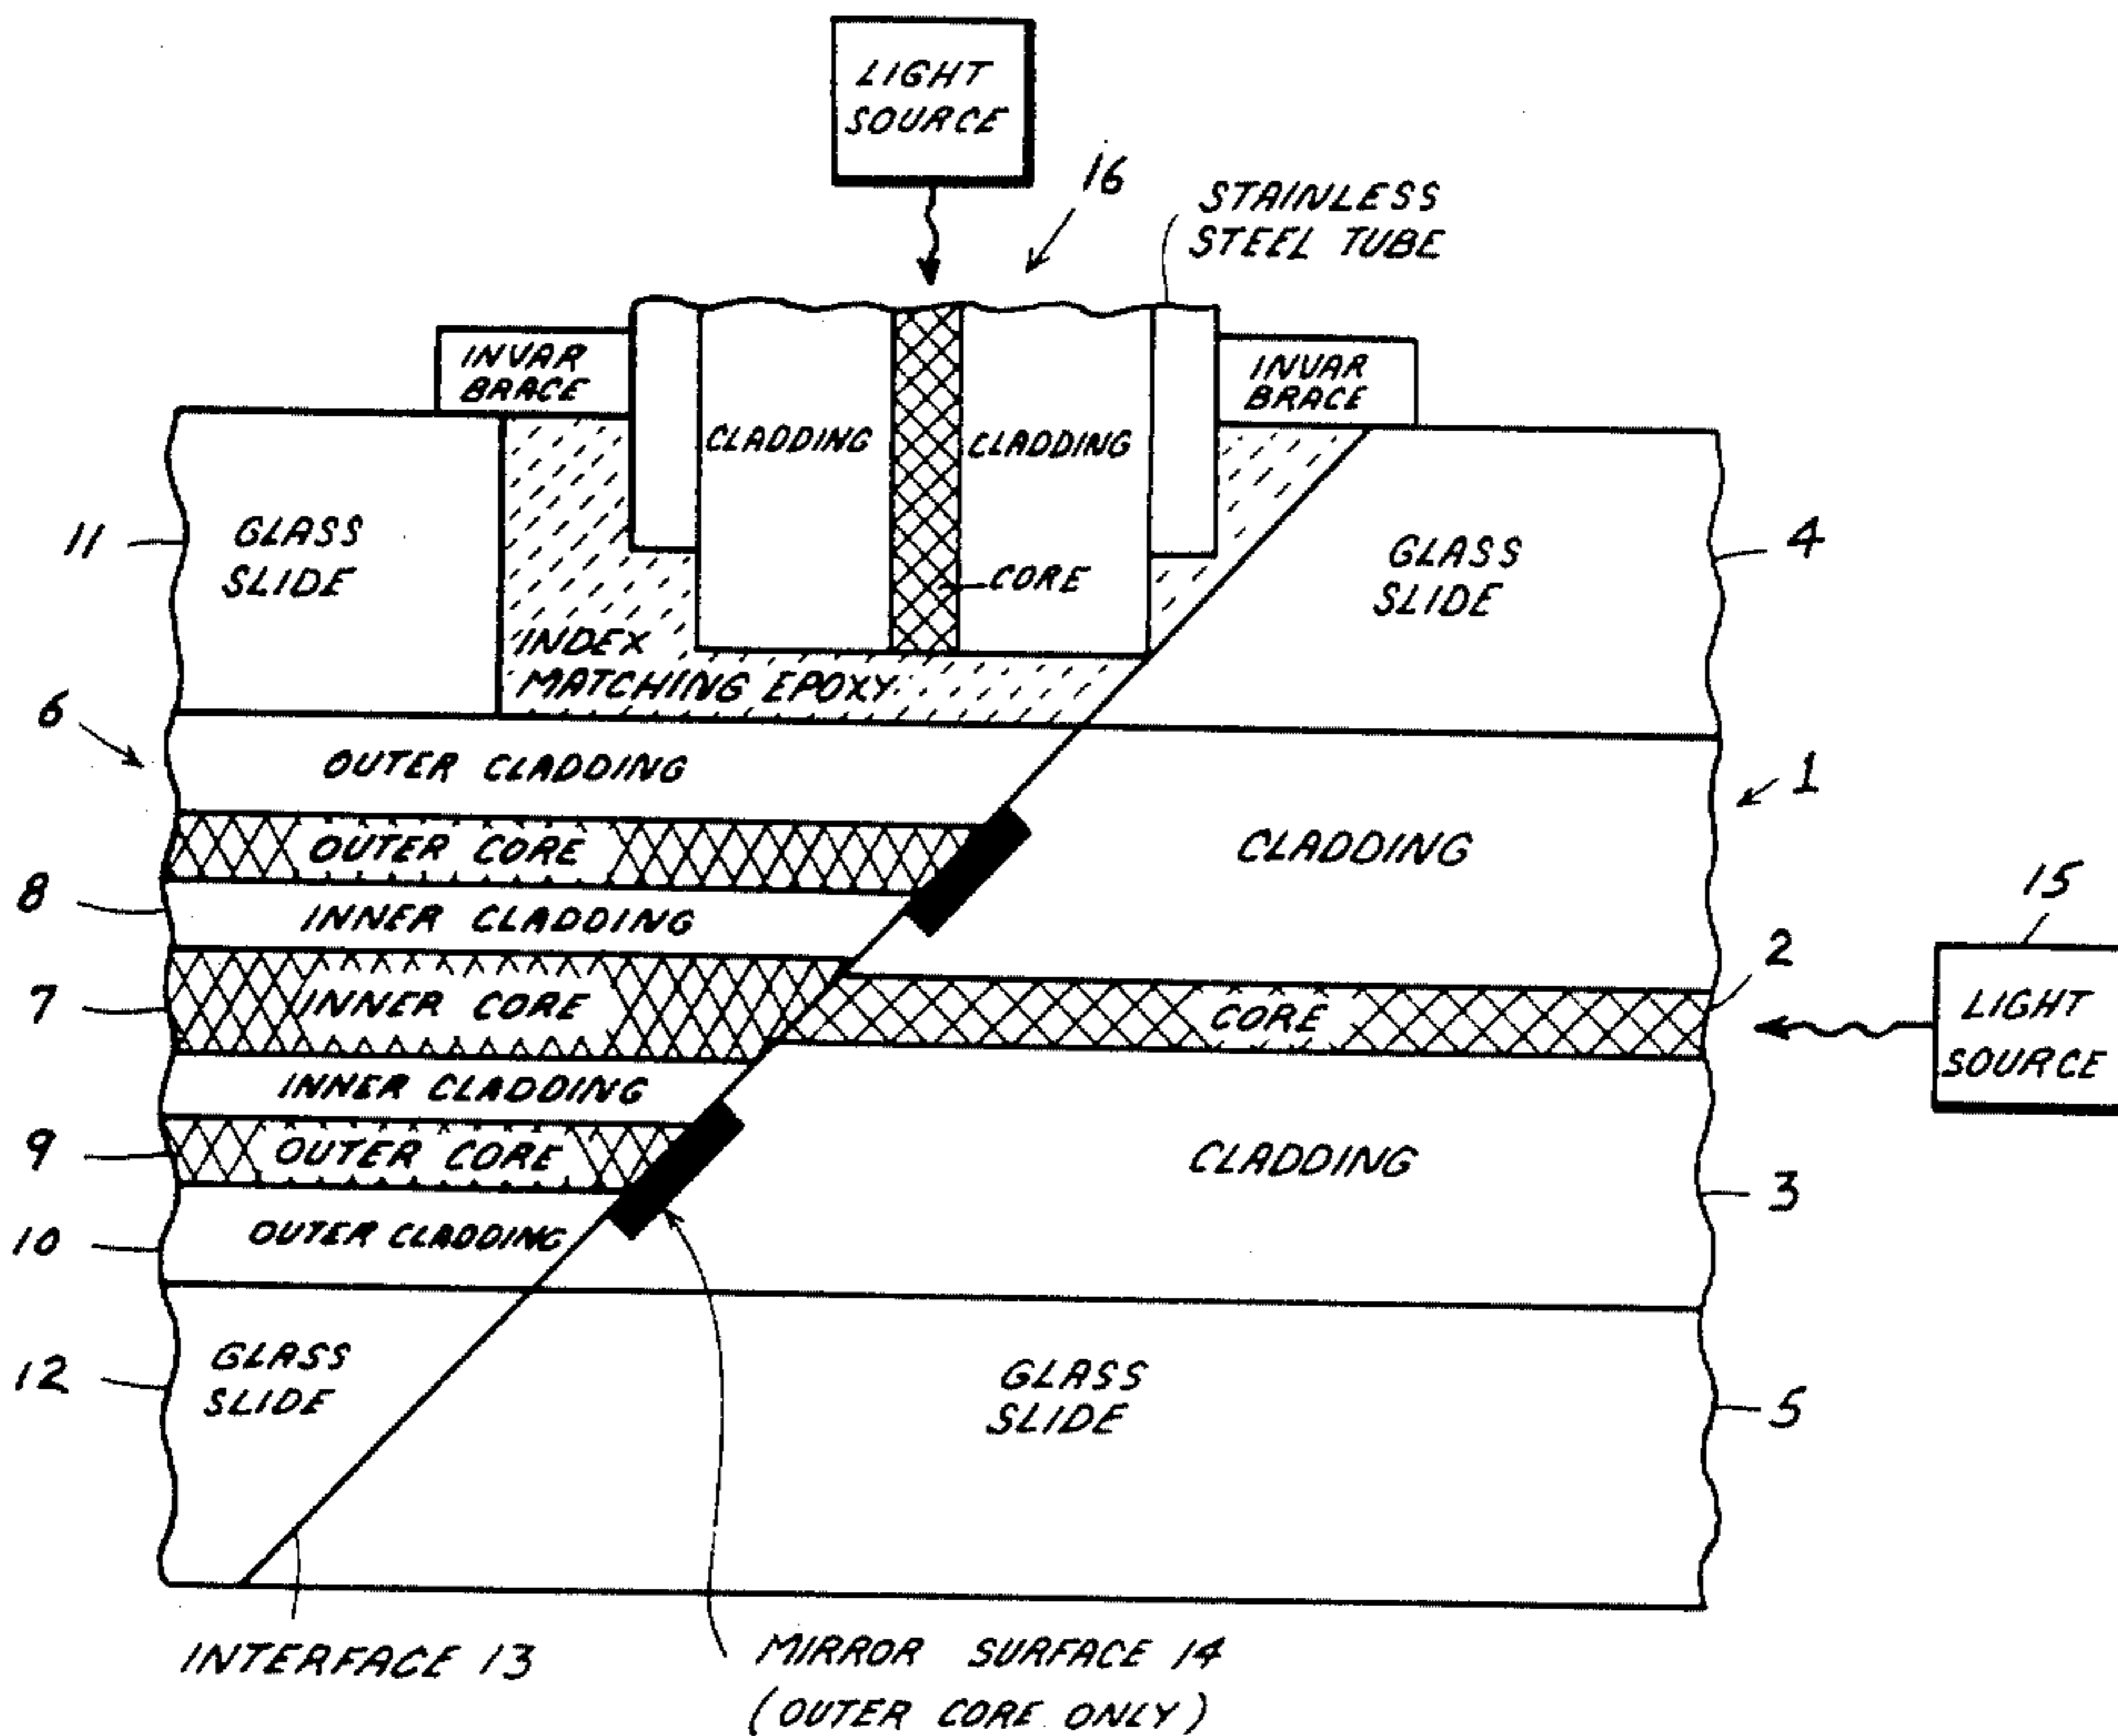 LIGHT
SOURCE
16
STAINLESS
STEEL TUBE
INVAR
BRACE
INVAR
BRACE
CLADDING
CLADDING
11
GLASS
SLIDE
CORE
GLASS
SLIDE
4
INDEX
MATCHING EPOXY
6
OUTER CLADDING
1
OUTER CORE
CLADDING
8
INNER CLADDING
15
2
7
INNER CORE
CORE
LIGHT
SOURCE
INNER CLADDING
9
OUTER CORE
CLADDING
3
10
OUTER CLADDING
12
GLASS
SLIDE
GLASS
SLIDE
5
INTERFACE 13
MIRROR SURFACE 14
(OUTER CORE ONLY)